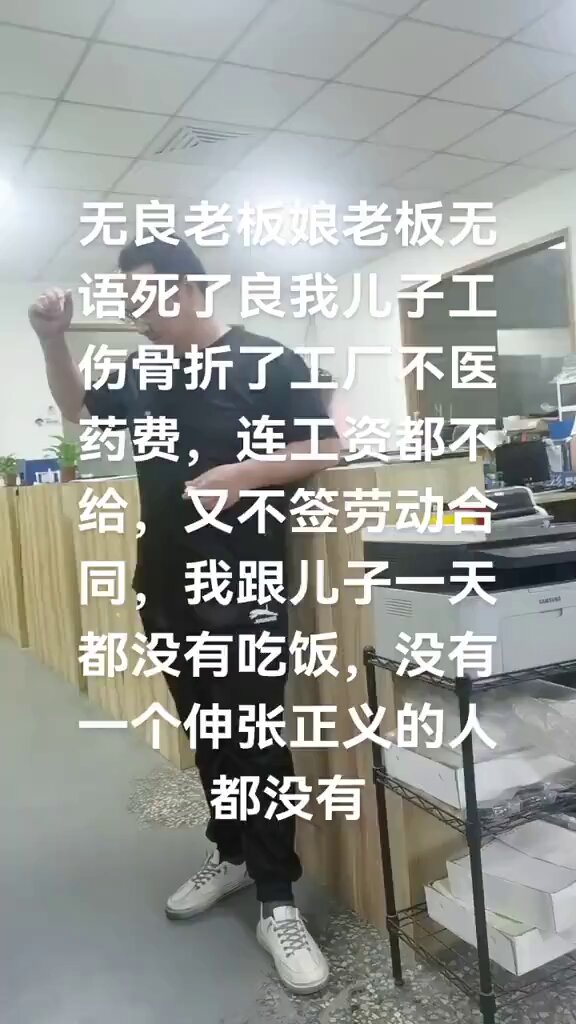 无良老板娘老板无
语死了良我儿子工
伤骨折了工厂不医
药费，连工资都不
给，又不签劳动合
同，我跟儿子一天
都没有吃饭，没有
一个伸张正义的人
都没有
SAMSUNG